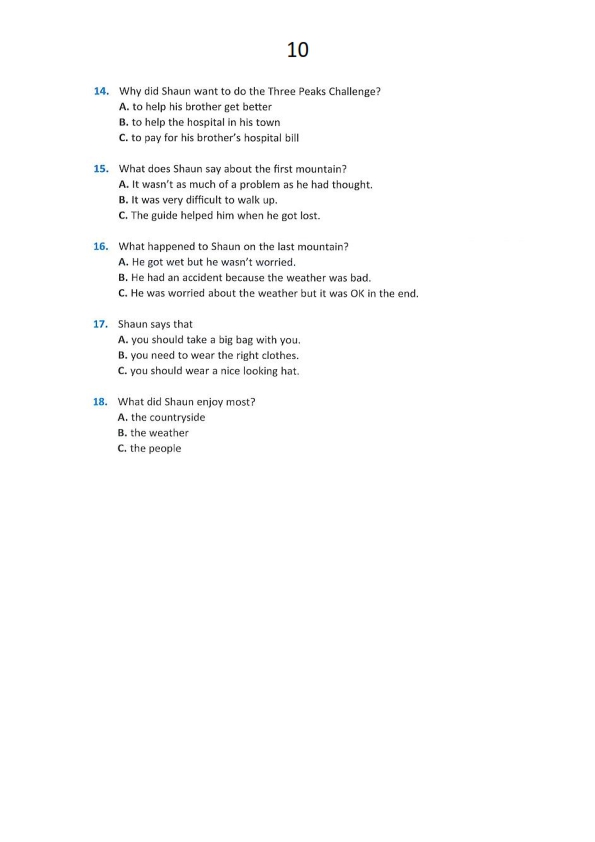 10
14. Why did Shaun want to do the Three Peaks Challenge?
A. to help his brother get better
B. to help the hospital in his town
C. to pay for his brother's hospital bill
15. What does Shaun say about the first mountain?
A. It wasn't as much of a problem as he had thought.
B. It was very difficult to walk up.
C. The guide helped him when he got lost.
16. What happened to Shaun on the last mountain?
A. He got wet but he wasn't worried.
B. He had an accident because the weather was bad.
C. He was worried about the weather but it was OK in the end.
17. Shaun says that
A. you should take a big bag with you.
B. you need to wear the right clothes.
C. you should wear a nice looking hat.
18. What did Shaun enjoy most?
A. the countryside
B. the weather
C. the people